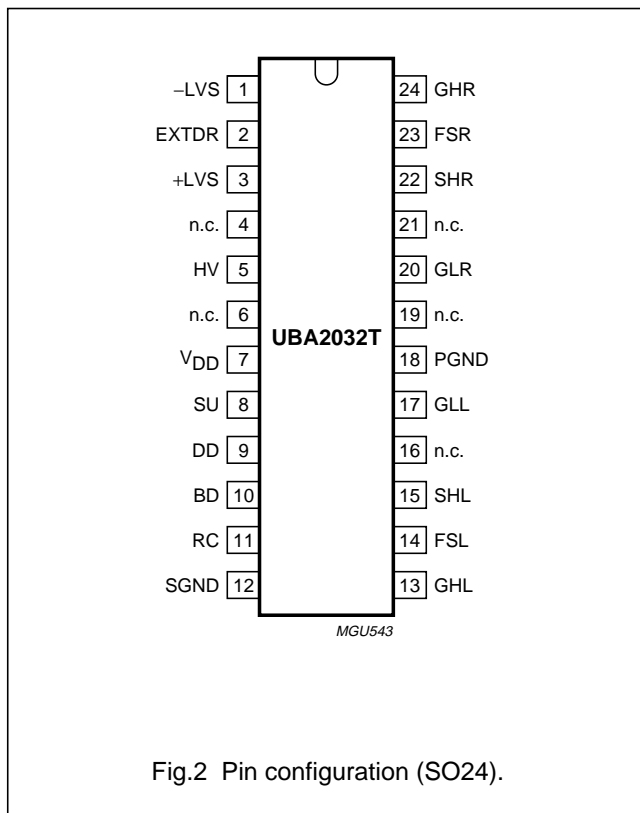 −LVS 1 24 GHR
EXTDR 2 23 FSR
+LVS 3 22 SHR
n.c. 4 21 n.c.
HV 5 20 GLR
n.c. 6 19 n.c.
UBA2032T
VDD 7 18 PGND
SU 8 17 GLL
DD 9 16 n.c.
BD 10 15 SHL
RC 11 14 FSL
SGND 12 13 GHL
MGU543
Fig.2 Pin configuration (SO24).